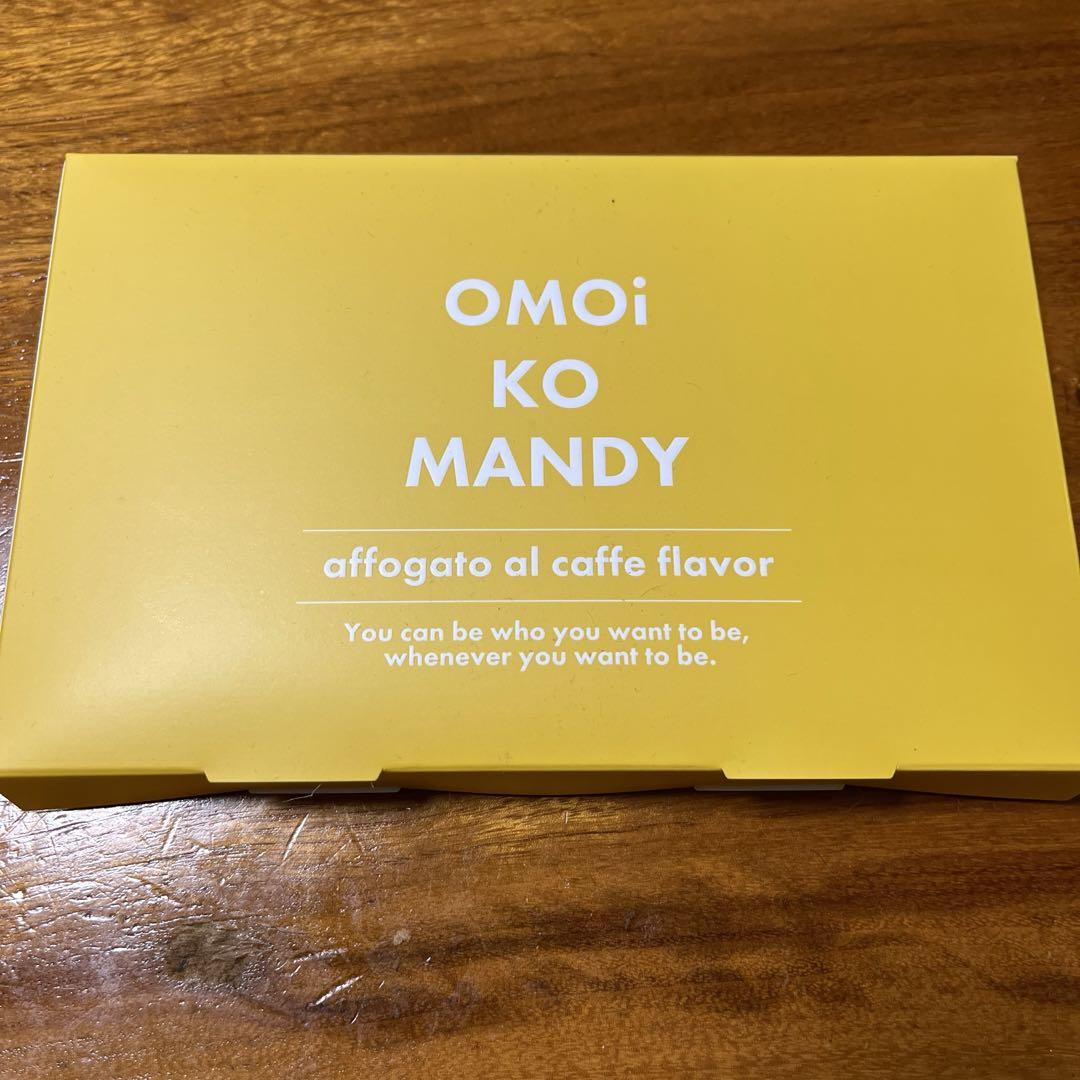 OMOi
KO
MANDY
affogato al caffe flavor
You can be who you want to be,
whenever you want to be.